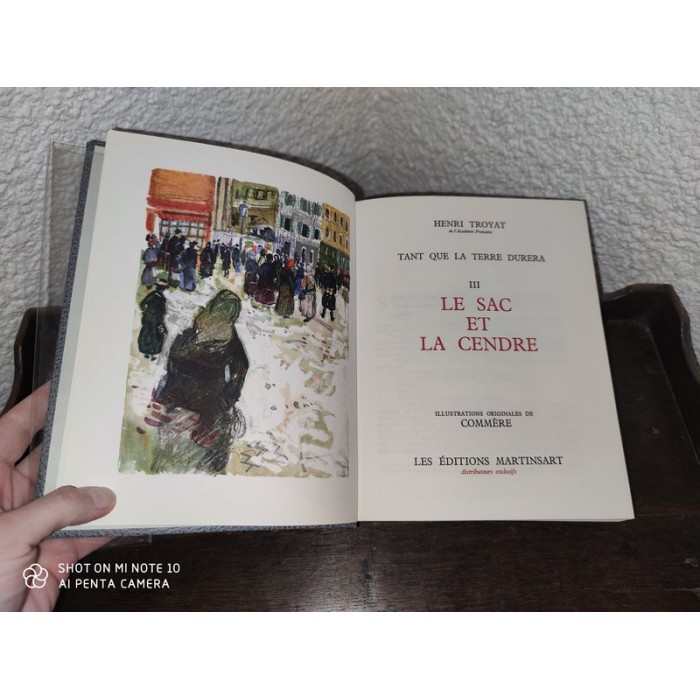 HENRI TROYAT
de l'Académie Française
TANT QUE LA TERRE DURERA
III
LE SAC
ET
LA CENDRE
ILLUSTRATIONS ORIGINALES DE
COMMÈRE
LES ÉDITIONS MARTINSART
distributeurs exclusifs
SHOT ON MI NOTE 10
AI PENTA CAMERA